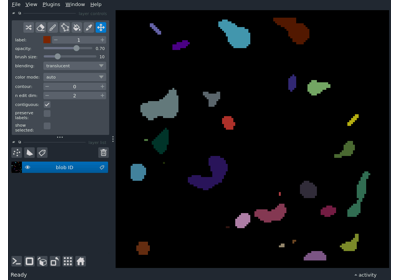 File View Plugins Window Help
label: 1
opacity: 0.70
brush size: 10
blending: translucent
color mode: auto
contour: 0
n edit dim: 2
contiguous:
preserve
labels:
show
selected:
blob ID
Ready
activity